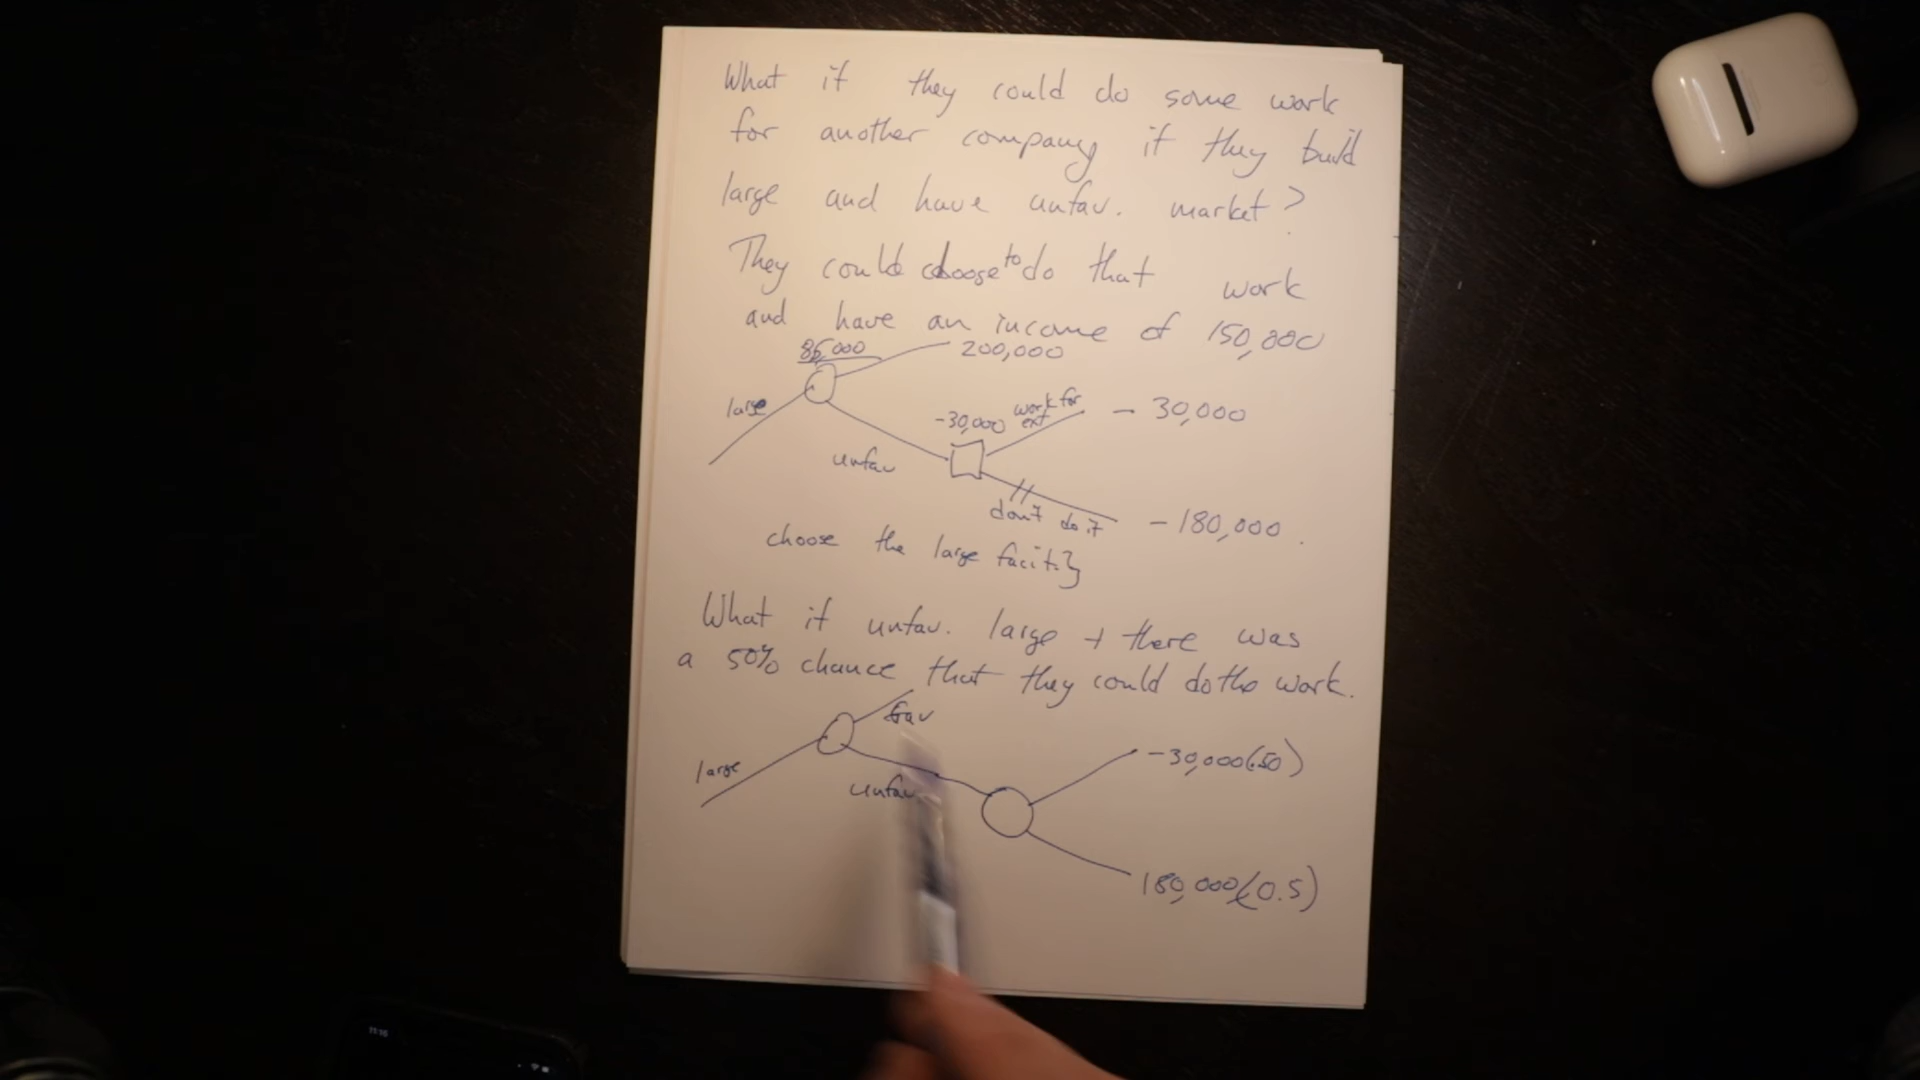 What if they could do some work
for another company if they build
large and have unfav. market?
They could choose to do that work
and have an income of 150,000
85,000
200,000
large
-30,000
work for ext
- 30,000
unfav
don't do it
- 180,000.
choose the large facility
What if unfav. large + there was
a 50% chance that they could do the work.
fav
large
unfav
-30,000(.50)
180,000(0.5)
11:16